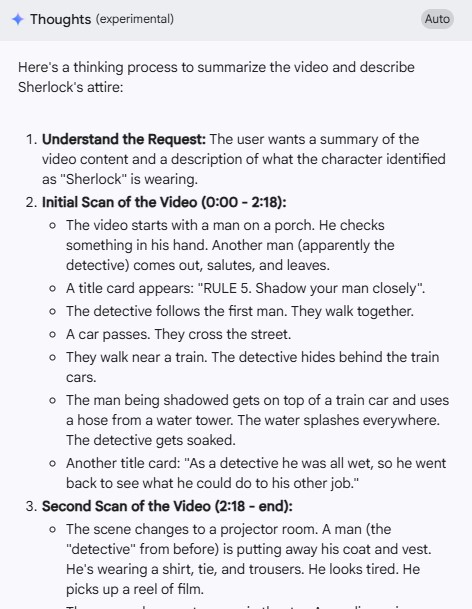 Thoughts (experimental) Auto
Here's a thinking process to summarize the video and describe
Sherlock's attire:
1. Understand the Request: The user wants a summary of the
video content and a description of what the character identified
as "Sherlock" is wearing.
2. Initial Scan of the Video (0:00 - 2:18):
The video starts with a man on a porch. He checks
something in his hand. Another man (apparently the
detective) comes out, salutes, and leaves.
A title card appears: "RULE 5. Shadow your man closely".
The detective follows the first man. They walk together.
A car passes. They cross the street.
They walk near a train. The detective hides behind the train
cars.
The man being shadowed gets on top of a train car and uses
a hose from a water tower. The water splashes everywhere.
The detective gets soaked.
Another title card: "As a detective he was all wet, so he went
back to see what he could do to his other job."
3. Second Scan of the Video (2:18 - end):
The scene changes to a projector room. A man (the
"detective" from before) is putting away his coat and vest.
He's wearing a shirt, tie, and trousers. He looks tired. He
picks up a reel of film.